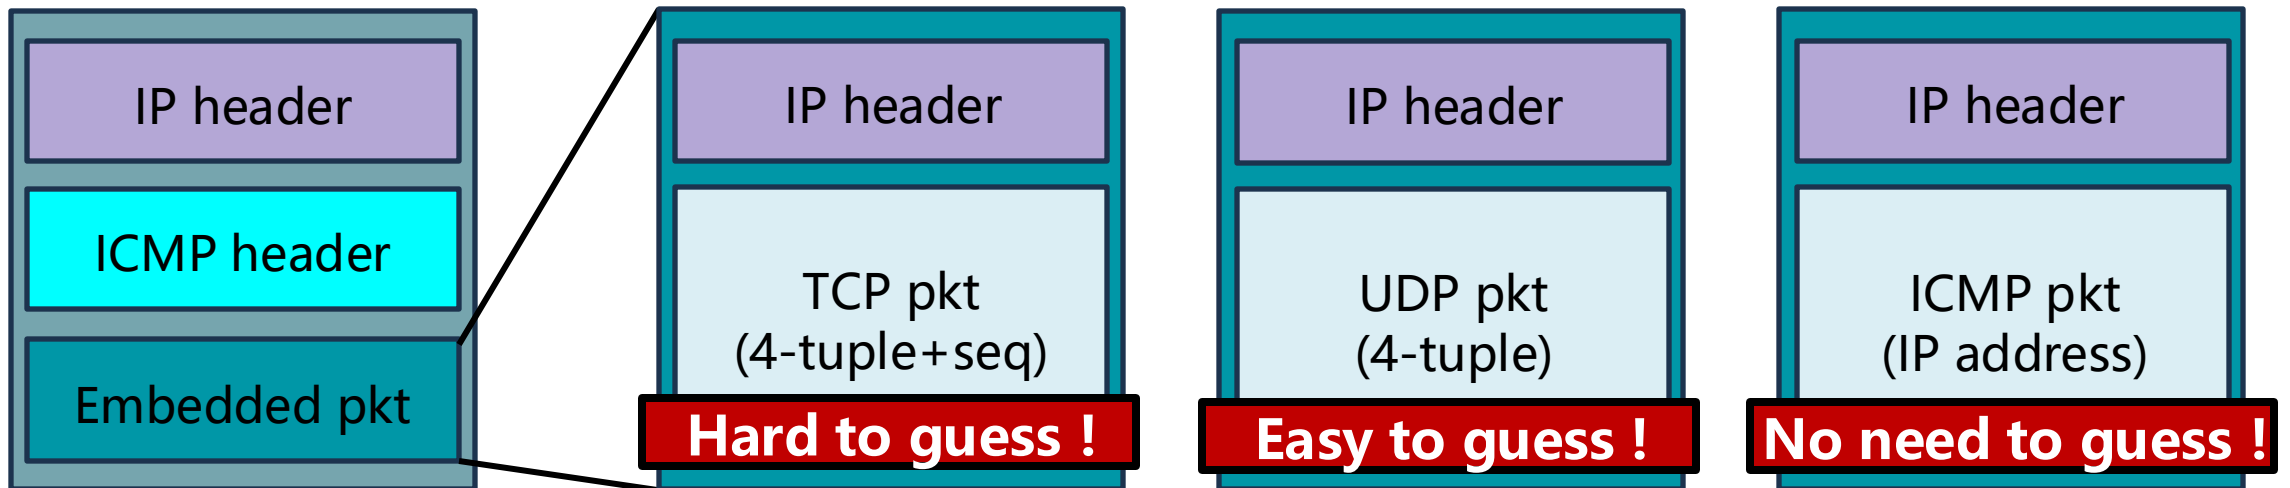 IP header
ICMP header
Embedded pkt
IP header
TCP pkt
(4-tuple+seq)
Hard to guess !
IP header
UDP pkt
(4-tuple)
Easy to guess !
IP header
ICMP pkt
(IP address)
No need to guess !